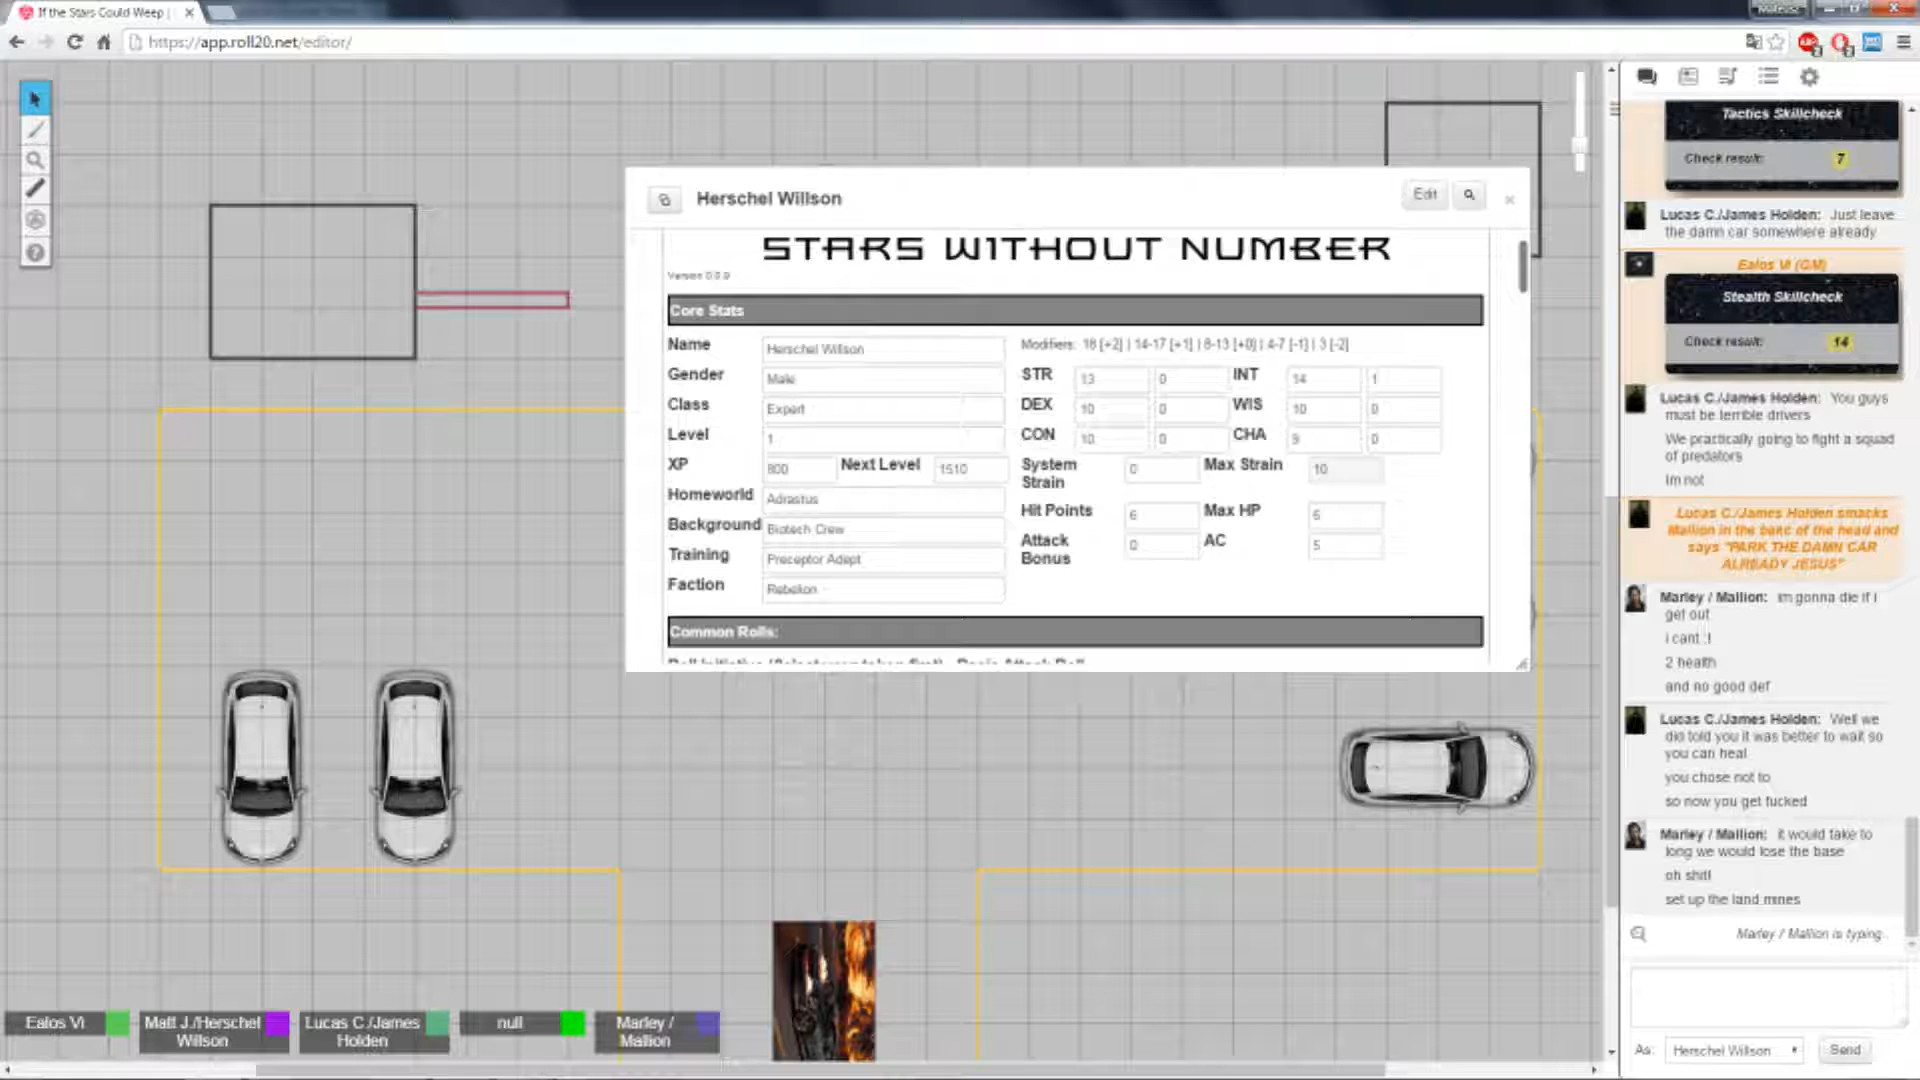 If the Stars Could Weep |
Mateusz
https://app.roll20.net/editor/
Herschel Willson
Edit
STARS WITHOUT NUMBER
Version 0.9.9
Core Stats
Name Herschel Willson
Gender Male
Class Expert
Level 1
XP 800 Next Level 1510
Homeworld Adrastus
Background Biotech Crew
Training Preceptor Adept
Faction Rebelion
Modifiers: 18 [+2] | 14-17 [+1] | 8-13 [+0] | 4-7 [-1] | 3 [-2]
STR 13 0 INT 14 1
DEX 10 0 WIS 10 0
CON 10 0 CHA 9 0
System Strain 0 Max Strain 10
Hit Points 6 Max HP 6
Attack Bonus 0 AC 5
Common Rolls:
Tactics Skillcheck
Check result: 7
Lucas C./James Holden: Just leave
the damn car somewhere already
Ealos Vi (GM)
Stealth Skillcheck
Check result: 14
Lucas C./James Holden: You guys
must be terrible drivers
We practically going to fight a squad
of predators
Im not
Lucas C./James Holden smacks
Mallion in the banc of the head and
says "PARK THE DAMN CAR
ALREADY JESUS"
Marley / Mallion: im gonna die if i
get out
i cant :!
2 health
and no good def
Lucas C./James Holden: Well we
did told you it was better to wait so
you can heal
you chose not to
so now you get fucked
Marley / Mallion: it would take to
long we would lose the base
oh shit!
set up the land mines
Marley / Mallion is typing..
As: Herschel Willson Send
Ealos Vi
Matt J./Herschel
Willson
Lucas C./James
Holden
null
Marley /
Mallion